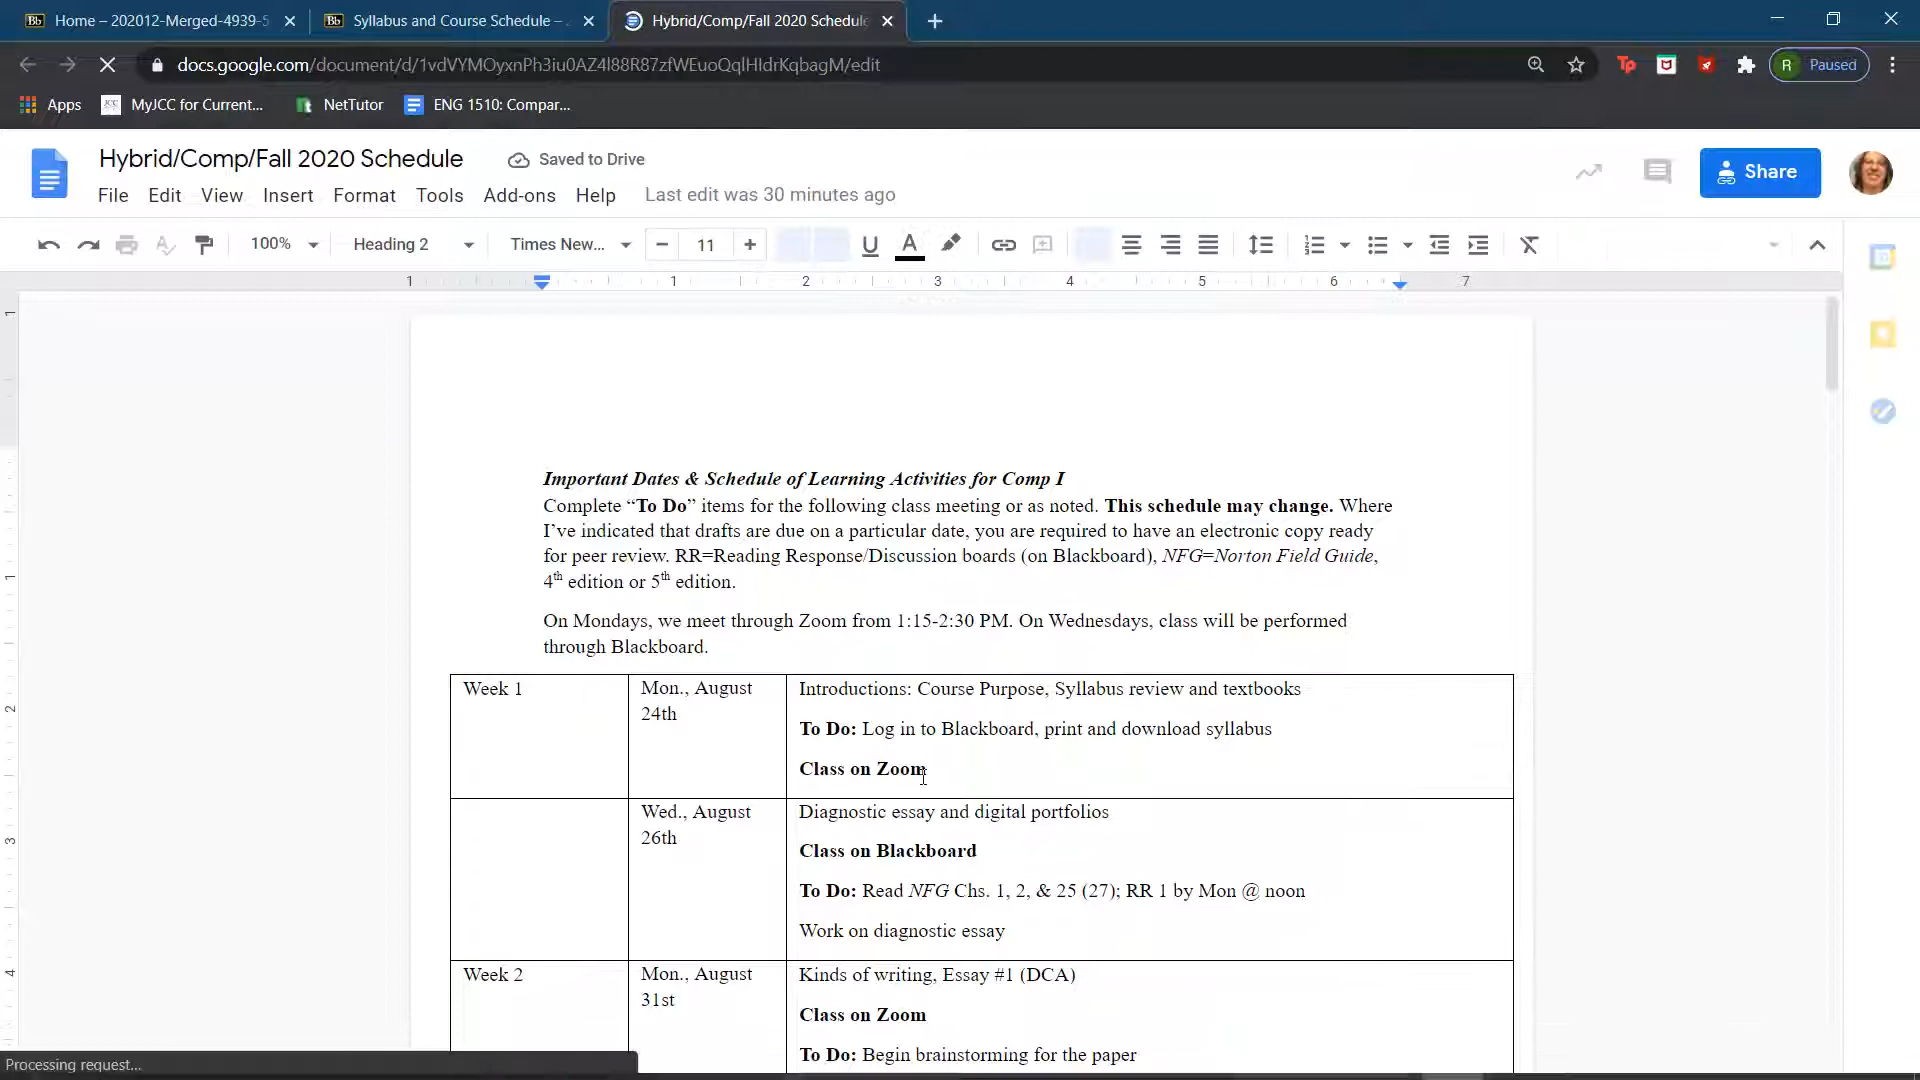 Home – 202012-Merged-4939-5
Syllabus and Course Schedule –
Hybrid/Comp/Fall 2020 Schedule
docs.google.com/document/d/1vdVYMOyxnPh3iu0AZ4l88R87zfWEuoQqlHIdrKqbagM/edit
R Paused
Apps
MyJCC for Current...
NetTutor
ENG 1510: Compar...
Hybrid/Comp/Fall 2020 Schedule
Saved to Drive
Share
File Edit View Insert Format Tools Add-ons Help
Last edit was 30 minutes ago
100%
Heading 2
Times New...
11
1 1 2 3 4 5 6 7
Important Dates & Schedule of Learning Activities for Comp I
Complete “To Do” items for the following class meeting or as noted. This schedule may change. Where
I’ve indicated that drafts are due on a particular date, you are required to have an electronic copy ready
for peer review. RR=Reading Response/Discussion boards (on Blackboard), NFG=Norton Field Guide,
4th edition or 5th edition.
On Mondays, we meet through Zoom from 1:15-2:30 PM. On Wednesdays, class will be performed
through Blackboard.
Week 1
Mon., August
24th
Introductions: Course Purpose, Syllabus review and textbooks
To Do: Log in to Blackboard, print and download syllabus
Class on Zoom
Wed., August
26th
Diagnostic essay and digital portfolios
Class on Blackboard
To Do: Read NFG Chs. 1, 2, & 25 (27); RR 1 by Mon @ noon
Work on diagnostic essay
Week 2
Mon., August
31st
Kinds of writing, Essay #1 (DCA)
Class on Zoom
To Do: Begin brainstorming for the paper
Processing request...